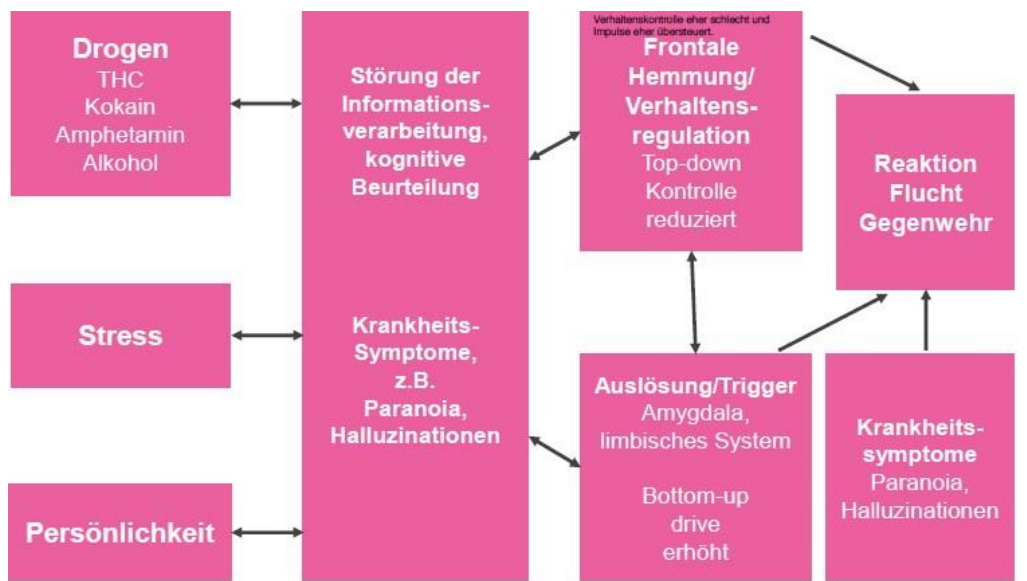 Drogen
THC
Kokain
Amphetamin
Alkohol
Stress
Persönlichkeit
Störung der
Informations-
verarbeitung,
kognitive
Beurteilung
Krankheits-
Symptome,
z.B.
Paranoia,
Halluzinationen
Verhaltenskontrolle eher schlecht und
Impulse eher übersteuert.
Frontale
Hemmung/
Verhaltens-
regulation
Top-down
Kontrolle
reduziert
Auslösung/Trigger
Amygdala,
limbisches System
Bottom-up
drive
erhöht
Reaktion
Flucht
Gegenwehr
Krankheits-
symptome
Paranoia,
Halluzinationen